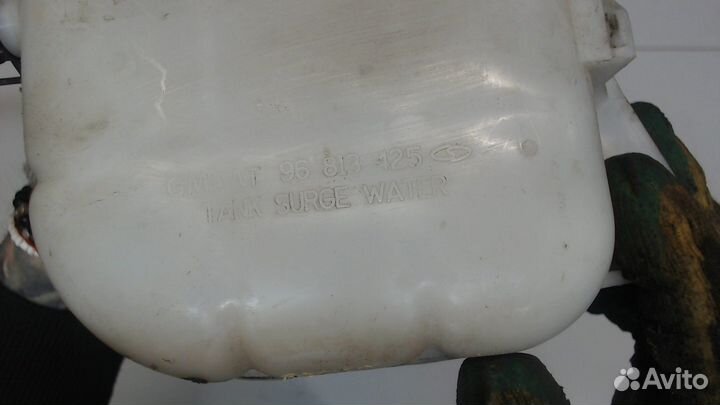 96 813 425
TANK SURGE WATER
Avito